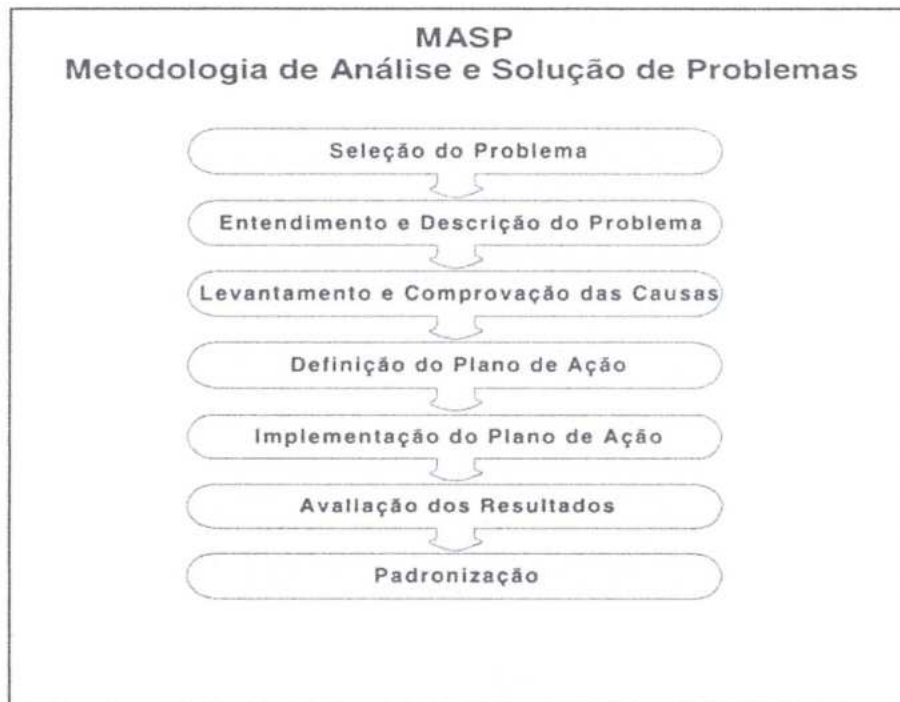 MASP
Metodologia de Análise e Solução de Problemas
Seleção do Problema
Entendimento e Descrição do Problema
Levantamento e Comprovação das Causas
Definição do Plano de Ação
Implementação do Plano de Ação
Avaliação dos Resultados
Padronização